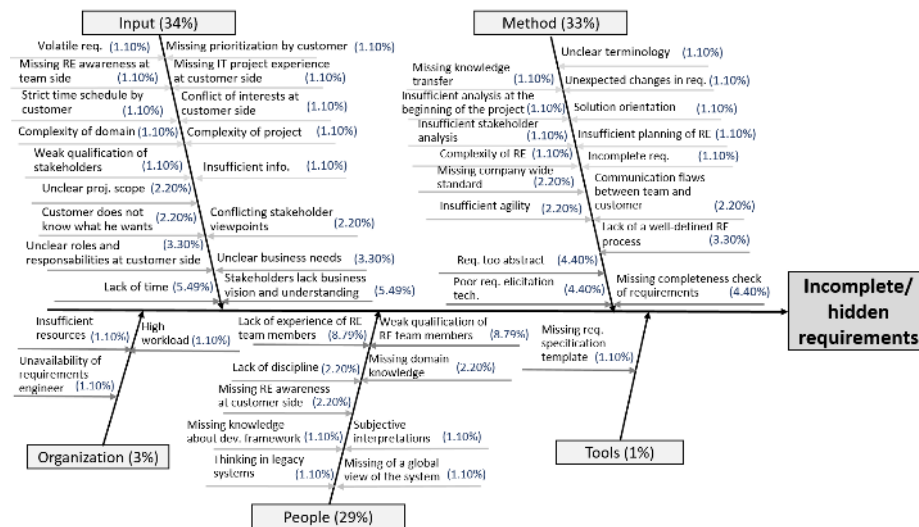 Input (34%)
Method (33%)
Volatile req. (1.10%)
Missing prioritization by customer (1.10%)
Missing RE awareness at
team side (1.10%)
Missing IT project experience
at customer side (1.10%)
Strict time schedule by
customer (1.10%)
Conflict of interests at
customer side (1.10%)
Complexity of domain (1.10%)
Complexity of project (1.10%)
Weak qualification of
stakeholders (1.10%)
Insufficient info. (1.10%)
Unclear proj. scope (2.20%)
Customer does not
know what he wants (2.20%)
Conflicting stakeholder
viewpoints (2.20%)
Unclear roles and
responsabilities at customer side (3.30%)
Unclear business needs (3.30%)
Lack of time (5.49%)
Stakeholders lack business
vision and understanding (5.49%)
Unclear terminology (1.10%)
Missing knowledge
transfer (1.10%)
Unexpected changes in req. (1.10%)
Insufficient analysis at the
beginning of the project (1.10%)
Solution orientation (1.10%)
Insufficient stakeholder
analysis (1.10%)
Insufficient planning of RE (1.10%)
Complexity of RE (1.10%)
Incomplete req. (1.10%)
Missing company wide
standard (2.20%)
Communication flaws
between team and
customer (2.20%)
Insufficient agility (2.20%)
Lack of a well-defined RE
process (3.30%)
Req. too abstract (4.40%)
Poor req. elicitation
tech. (4.40%)
Missing completeness check
of requirements (4.40%)
Incomplete/
hidden
requirements
Insufficient
resources (1.10%)
High
workload (1.10%)
Unavailability of
requirements
engineer (1.10%)
Organization (3%)
Lack of experience of RE
team members (8.79%)
Weak qualification of
RE team members (8.79%)
Lack of discipline (2.20%)
Missing domain
knowledge (2.20%)
Missing RE awareness
at customer side (2.20%)
Missing knowledge
about dev. framework (1.10%)
Subjective
interpretations (1.10%)
Thinking in legacy
systems (1.10%)
Missing of a global
view of the system (1.10%)
People (29%)
Missing req.
specification
template (1.10%)
Tools (1%)